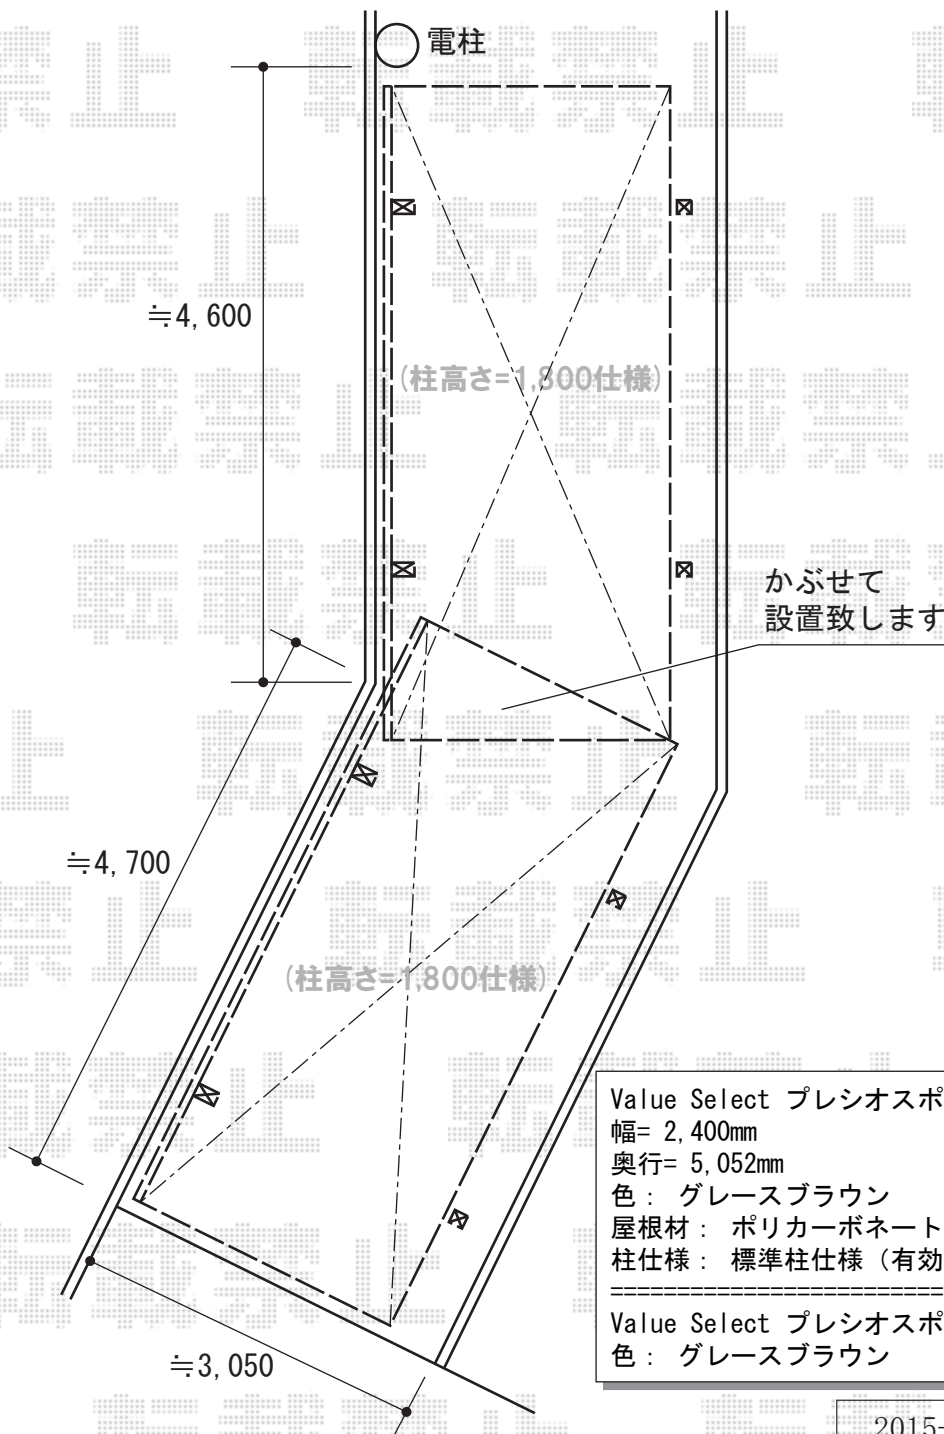 電柱
≒4,600
(柱高さ=1,800仕様)
かぶせて
設置致します
≒4,700
(柱高さ=1,800仕様)
Value Select プレシオスポ
幅= 2,400mm
奥行= 5,052mm
色： グレースブラウン
屋根材： ポリカーボネート
柱仕様： 標準柱仕様（有効
=========================
Value Select プレシオスポ
色： グレースブラウン
≒3,050
2015-
転載禁止